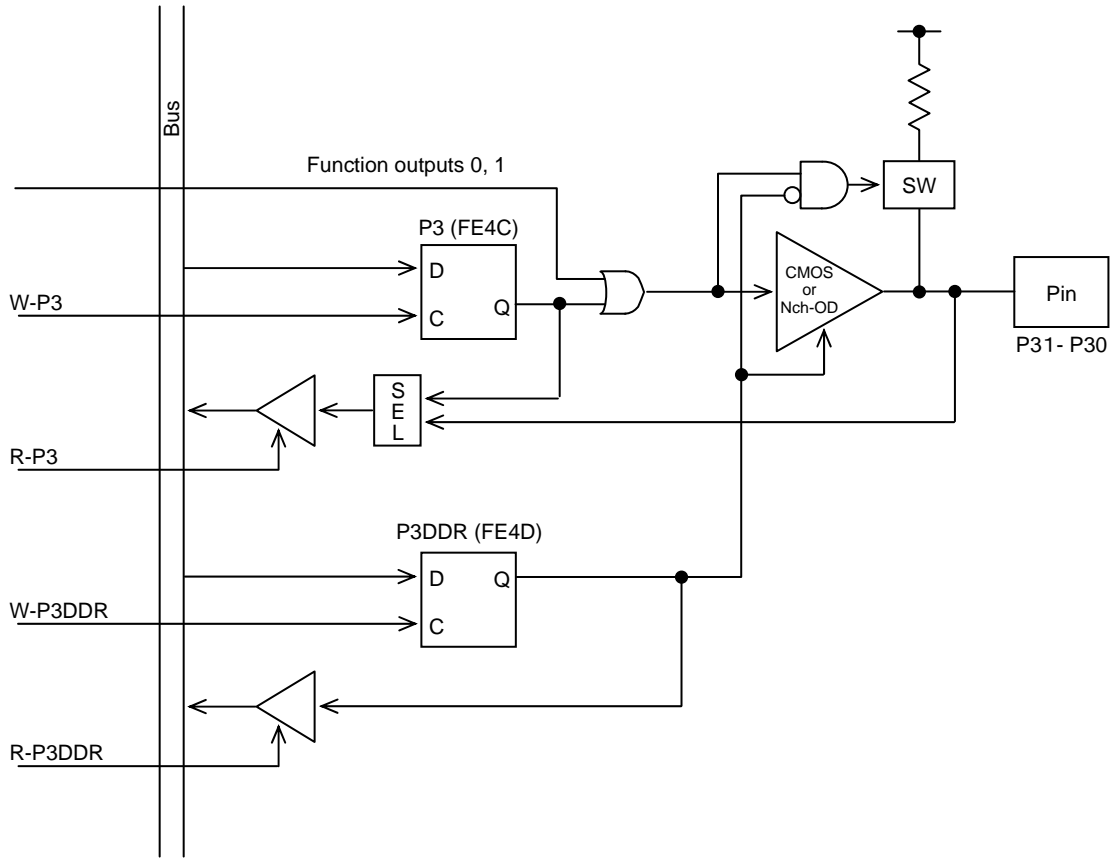 Bus
Function outputs 0, 1
SW
P3 (FE4C)
D
C
Q
W-P3
CMOS
or
Nch-OD
Pin
P31- P30
S
E
L
R-P3
P3DDR (FE4D)
D
Q
C
W-P3DDR
R-P3DDR